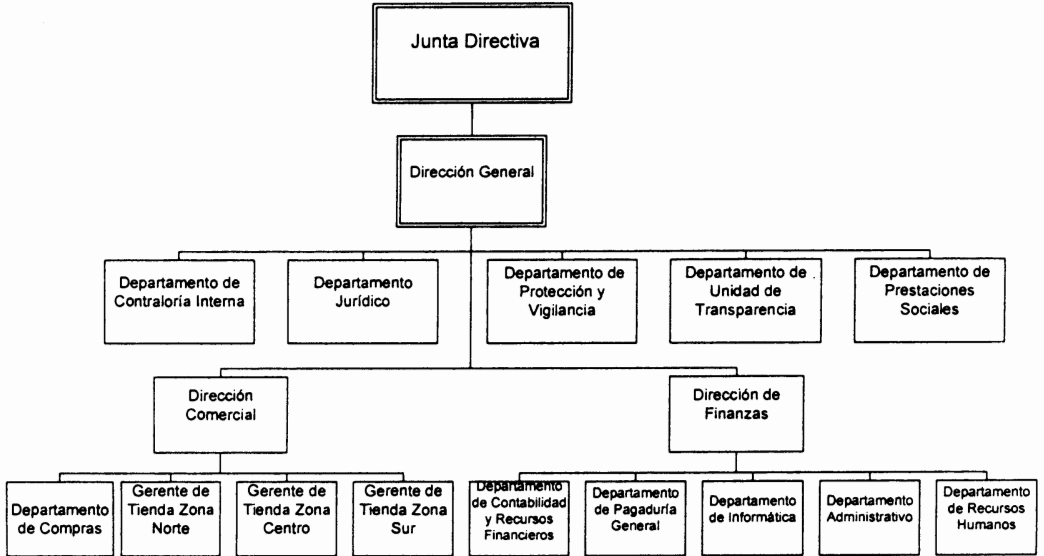 Junta Directiva
Dirección General
Departamento de
Contraloría Interna
Departamento
Jurídico
Departamento de
Protección y
Vigilancia
Departamento de
Unidad de
Transparencia
Departamento de
Prestaciones
Sociales
Dirección
Comercial
Dirección de
Finanzas
Departamento
de Compras
Gerente de
Tienda Zona
Norte
Gerente de
Tienda Zona
Centro
Gerente de
Tienda Zona
Sur
Departamento
de Contabilidad
y Recursos
Financieros
Departamento
de Pagaduría
General
Departamento
de Informática
Departamento
Administrativo
Departamento
de Recursos
Humanos